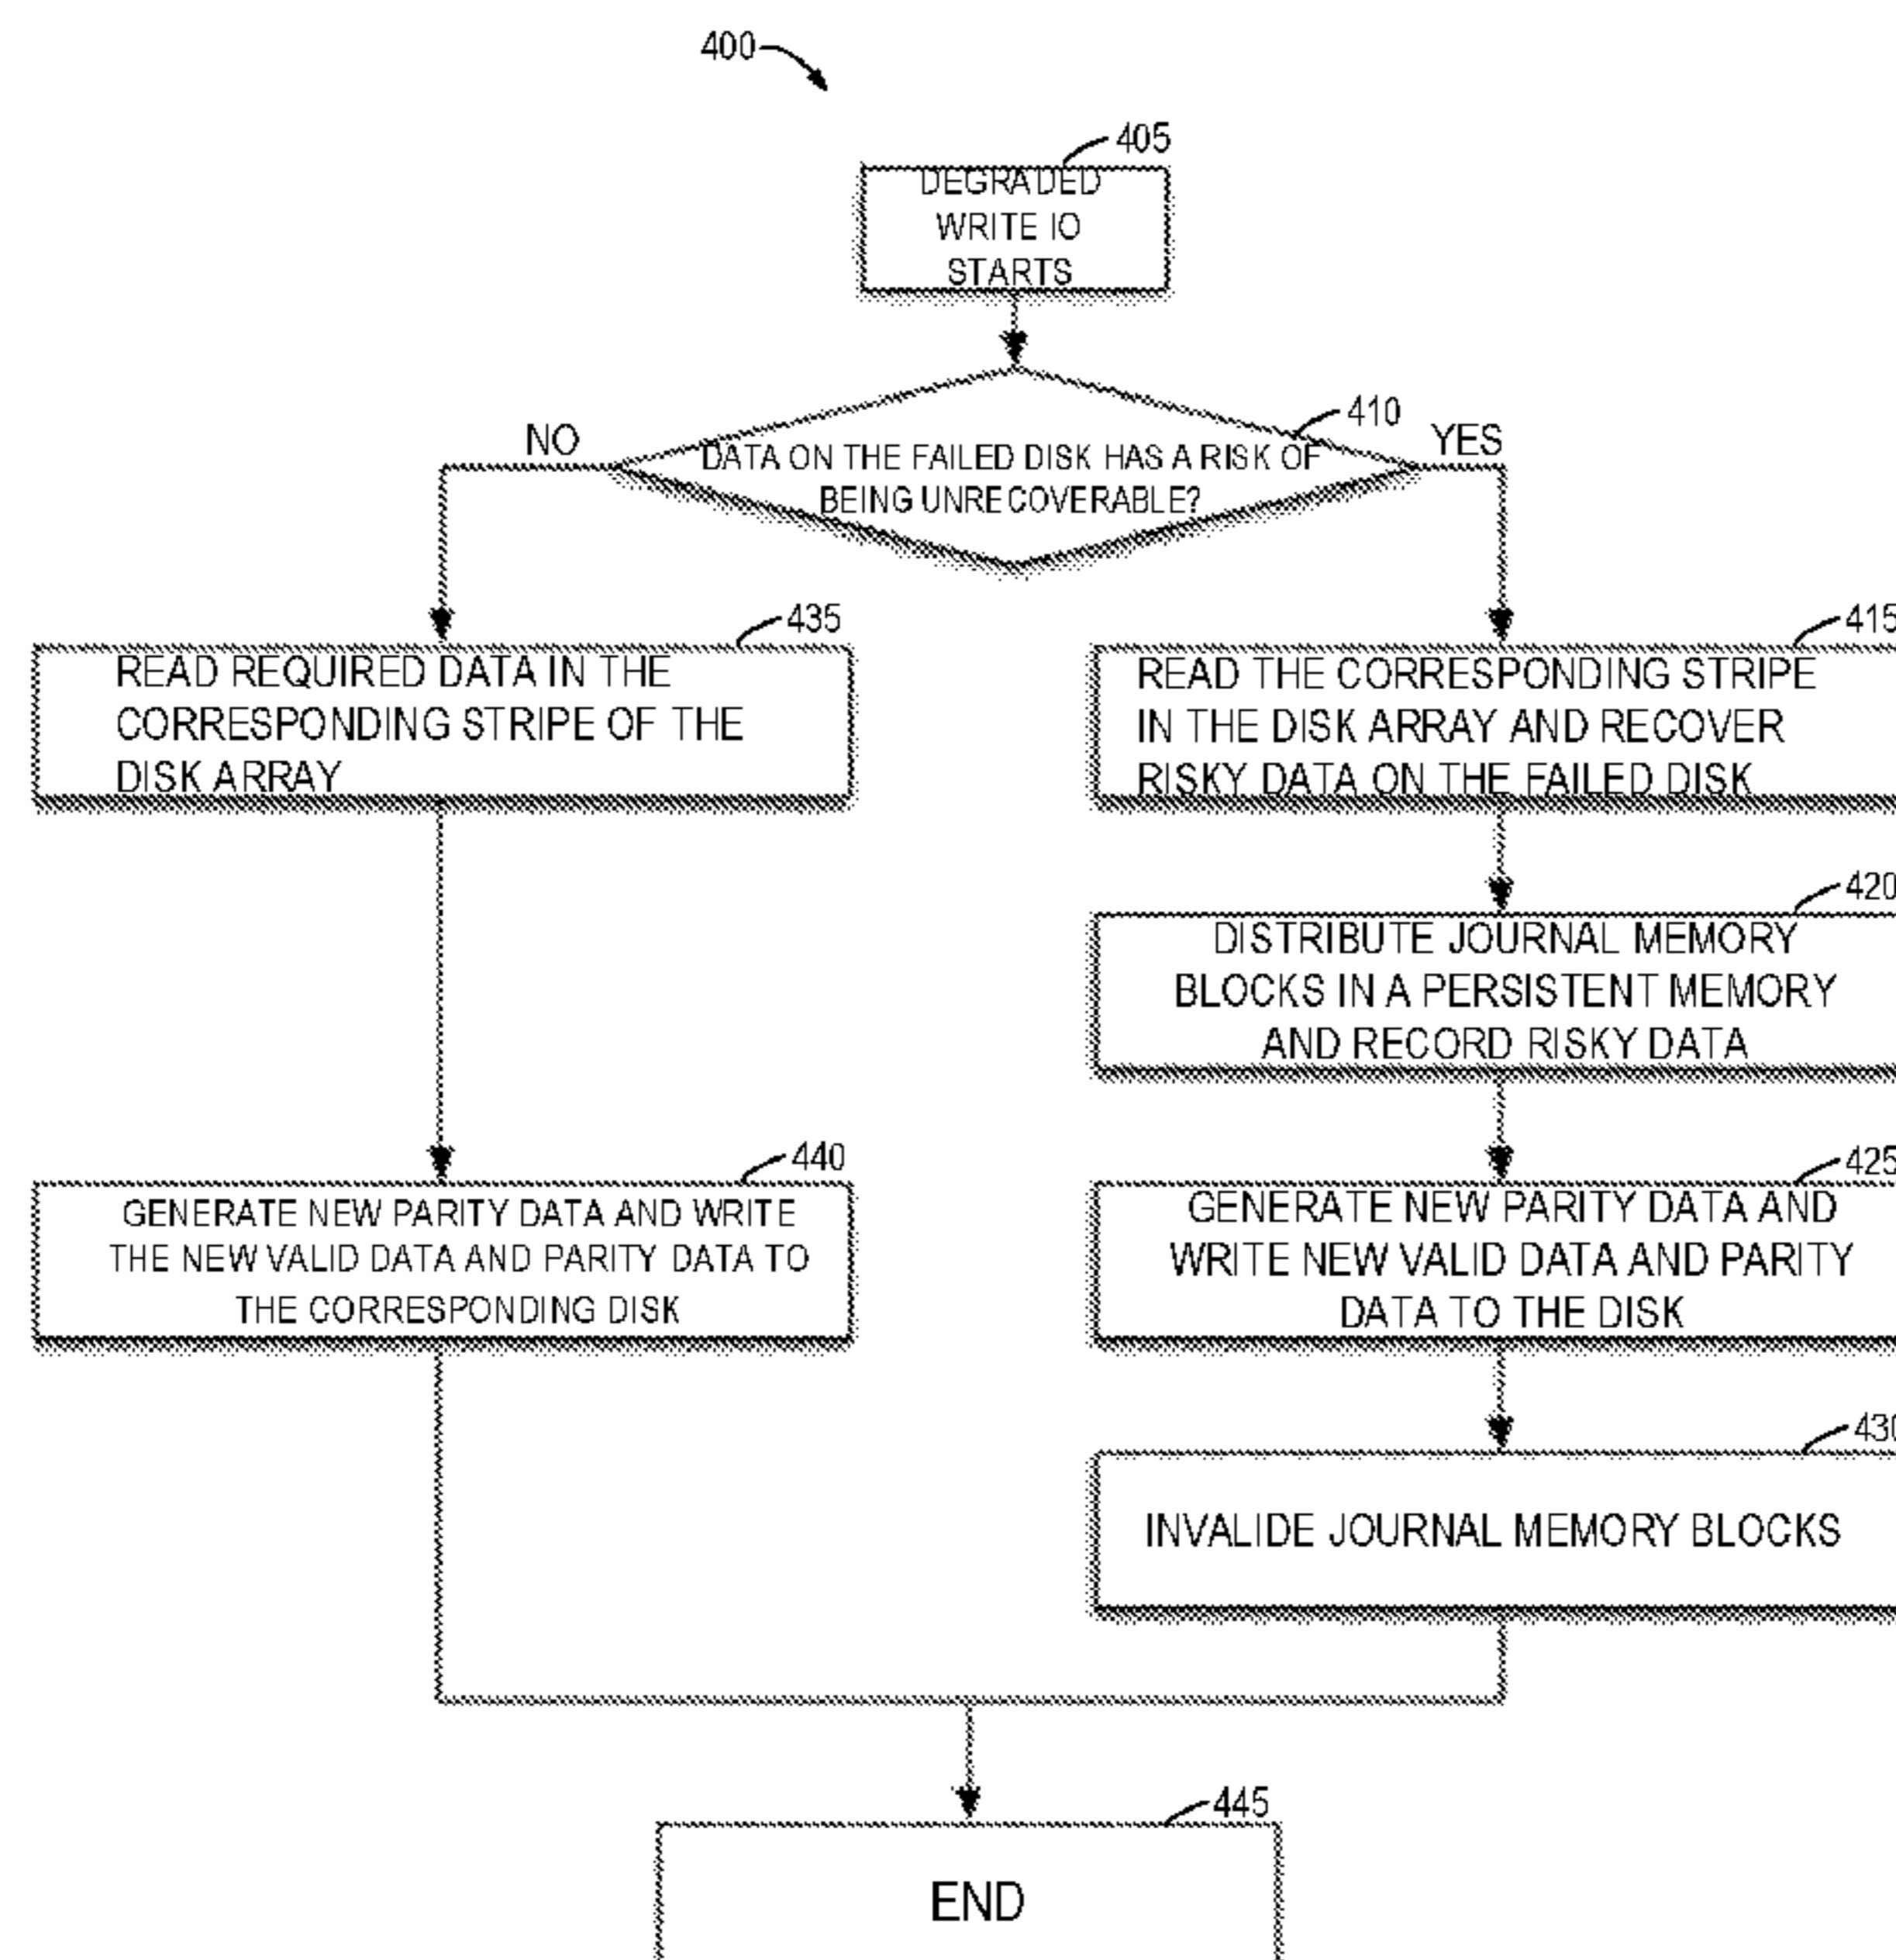 400
405
DEGRADED
WRITE IO
STARTS
410
NO
YES
DATA ON THE FAILED DISK HAS A RISK OF
BEING UNRECOVERABLE?
435
READ REQUIRED DATA IN THE
CORRESPONDING STRIPE OF THE
DISK ARRAY
415
READ THE CORRESPONDING STRIPE
IN THE DISK ARRAY AND RECOVER
RISKY DATA ON THE FAILED DISK
420
DISTRIBUTE JOURNAL MEMORY
BLOCKS IN A PERSISTENT MEMORY
AND RECORD RISKY DATA
440
GENERATE NEW PARITY DATA AND WRITE
THE NEW VALID DATA AND PARITY DATA TO
THE CORRESPONDING DISK
425
GENERATE NEW PARITY DATA AND
WRITE NEW VALID DATA AND PARITY
DATA TO THE DISK
430
INVALIDE JOURNAL MEMORY BLOCKS
445
END